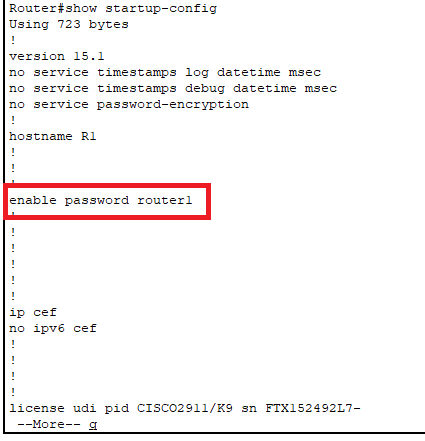 Router#show startup-config
Using 723 bytes
!
version 15.1
no service timestamps log datetime msec
no service timestamps debug datetime msec
no service password-encryption
!
hostname R1
!
!
!
enable password router1
!
!
!
!
!
!
ip cef
no ipv6 cef
!
!
!
!
license udi pid CISCO2911/K9 sn FTX152492L7-
--More-- g